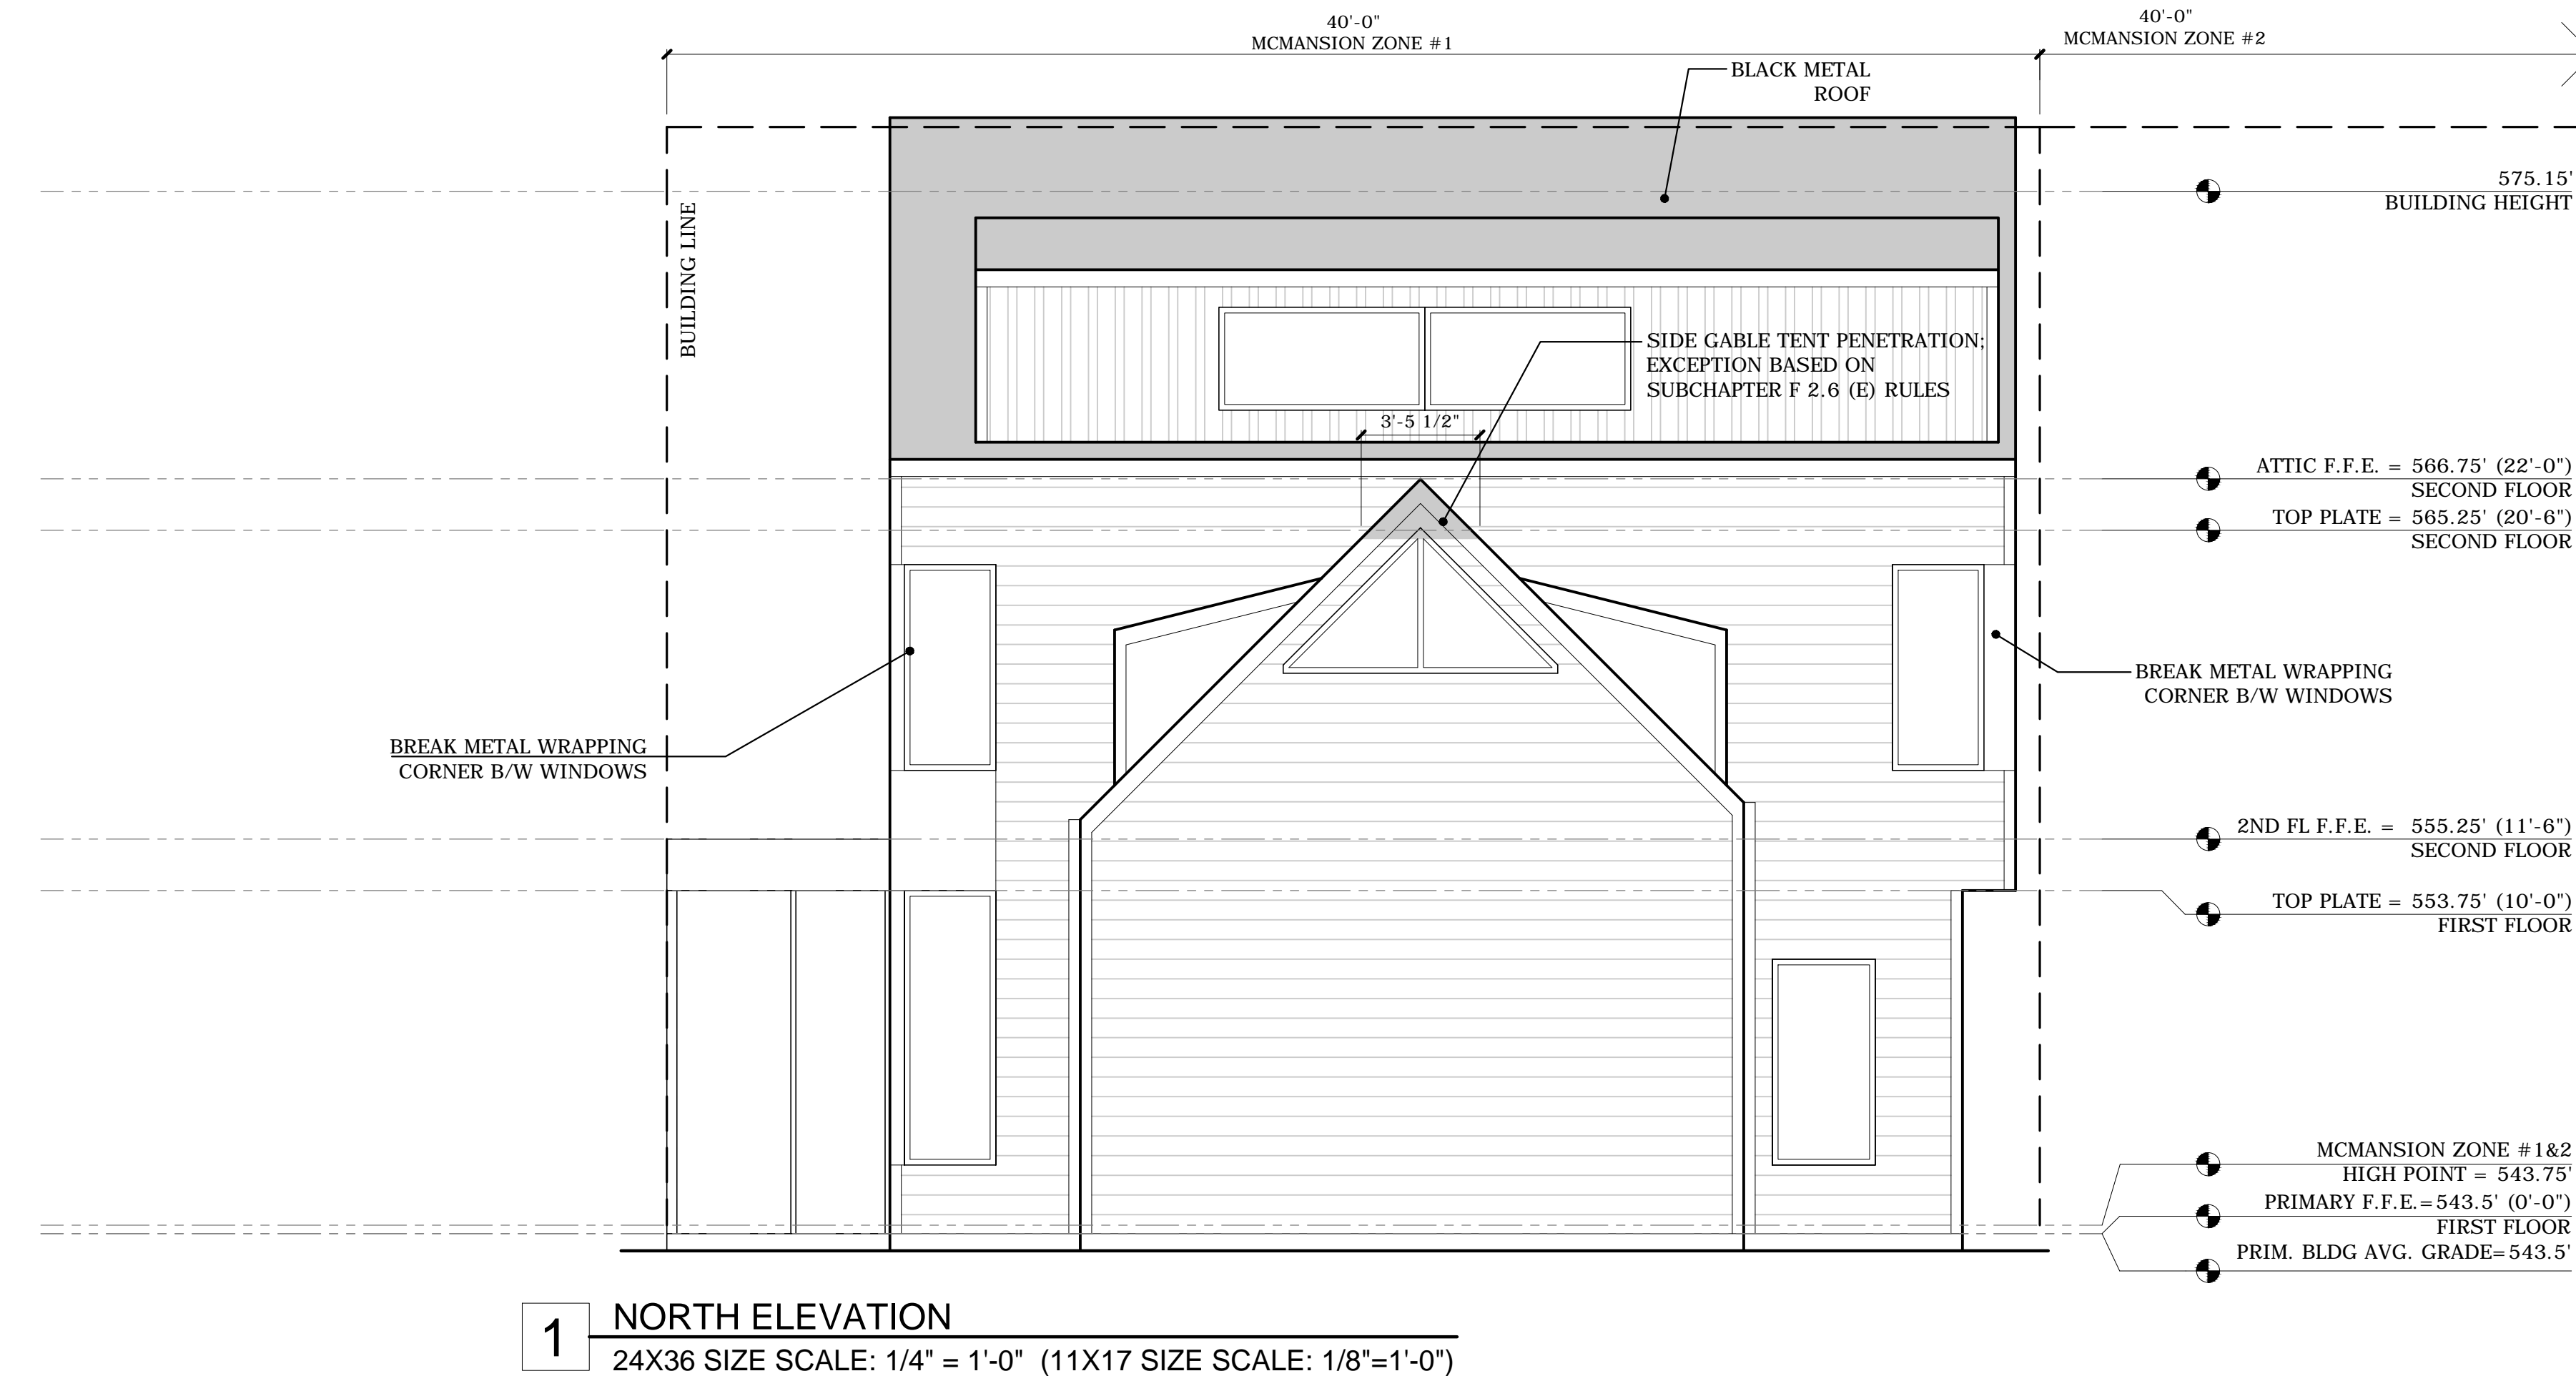 40'-0"
MCMANSION ZONE #1
40'-0"
MCMANSION ZONE #2
BLACK METAL
ROOF
BUILDING LINE
575.15'
BUILDING HEIGHT
SIDE GABLE TENT PENETRATION;
EXCEPTION BASED ON
SUBCHAPTER F 2.6 (E) RULES
3'-5 1/2"
ATTIC F.F.E. = 566.75' (22'-0")
SECOND FLOOR
TOP PLATE = 565.25' (20'-6")
SECOND FLOOR
BREAK METAL WRAPPING
CORNER B/W WINDOWS
BREAK METAL WRAPPING
CORNER B/W WINDOWS
2ND FL F.F.E. = 555.25' (11'-6")
SECOND FLOOR
TOP PLATE = 553.75' (10'-0")
FIRST FLOOR
MCMANSION ZONE #1&2
HIGH POINT = 543.75'
PRIMARY F.F.E.=543.5' (0'-0")
FIRST FLOOR
PRIM. BLDG AVG. GRADE=543.5'
1
NORTH ELEVATION
24X36 SIZE SCALE: 1/4" = 1'-0" (11X17 SIZE SCALE: 1/8"=1'-0")